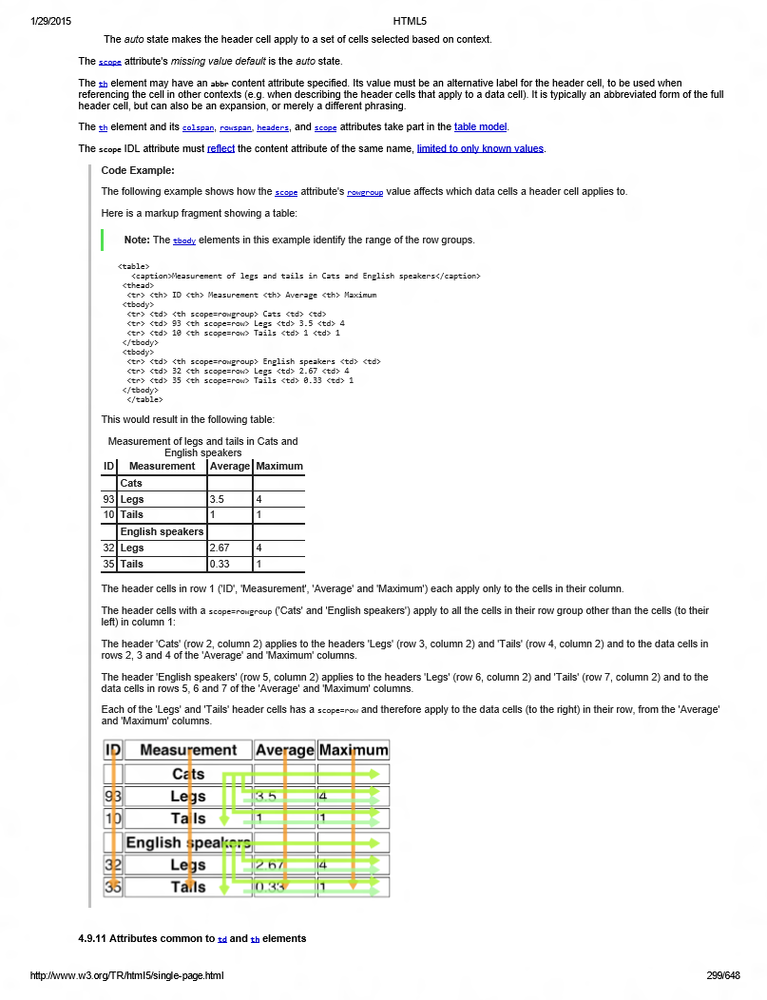 1/29/2015 HTML5
The auto state makes the header cell apply to a set of cells selected based on context.
The scope attribute's missing value default is the auto state.
The th element may have an abbr content attribute specified. Its value must be an alternative label for the header cell, to be used when
referencing the cell in other contexts (e.g. when describing the header cells that apply to a data cell). It is typically an abbreviated form of the full
header cell, but can also be an expansion, or merely a different phrasing.
The th element and its colspan, rowspan, headers, and scope attributes take part in the table model.
The scope IDL attribute must reflect the content attribute of the same name, limited to only known values.
Code Example:
The following example shows how the scope attribute's rowgroup value affects which data cells a header cell applies to.
Here is a markup fragment showing a table:
Note: The tbody elements in this example identify the range of the row groups.
<table>
<caption>Measurement of legs and tails in Cats and English speakers</caption>
<thead>
<tr> <th> ID <th> Measurement <th> Average <th> Maximum
<tbody>
<tr> <td> <th scope=rowgroup> Cats <td> <td>
<tr> <td> 93 <th scope=row> Legs <td> 3.5 <td> 4
<tr> <td> 10 <th scope=row> Tails <td> 1 <td> 1
</tbody>
<tbody>
<tr> <td> <th scope=rowgroup> English speakers <td> <td>
<tr> <td> 32 <th scope=row> Legs <td> 2.67 <td> 4
<tr> <td> 35 <th scope=row> Tails <td> 0.33 <td> 1
</tbody>
</table>
This would result in the following table:
Measurement of legs and tails in Cats and
English speakers
ID Measurement Average Maximum
Cats
93 Legs 3.5 4
10 Tails 1 1
English speakers
32 Legs 2.67 4
35 Tails 0.33 1
The header cells in row 1 ('ID', 'Measurement', 'Average' and 'Maximum') each apply only to the cells in their column.
The header cells with a scope=rowgroup ('Cats' and 'English speakers') apply to all the cells in their row group other than the cells (to their
left) in column 1:
The header 'Cats' (row 2, column 2) applies to the headers 'Legs' (row 3, column 2) and 'Tails' (row 4, column 2) and to the data cells in
rows 2, 3 and 4 of the 'Average' and 'Maximum' columns.
The header 'English speakers' (row 5, column 2) applies to the headers 'Legs' (row 6, column 2) and 'Tails' (row 7, column 2) and to the
data cells in rows 5, 6 and 7 of the 'Average' and 'Maximum' columns.
Each of the 'Legs' and 'Tails' header cells has a scope=row and therefore apply to the data cells (to the right) in their row, from the 'Average'
and 'Maximum' columns.
ID Measurement Average Maximum
Cats
93 Legs 3.5 4
10 Tails 1 1
English speakers
32 Legs 2.67 4
35 Tails 0.33 1
4.9.11 Attributes common to td and th elements
http://www.w3.org/TR/html5/single-page.html 299/648